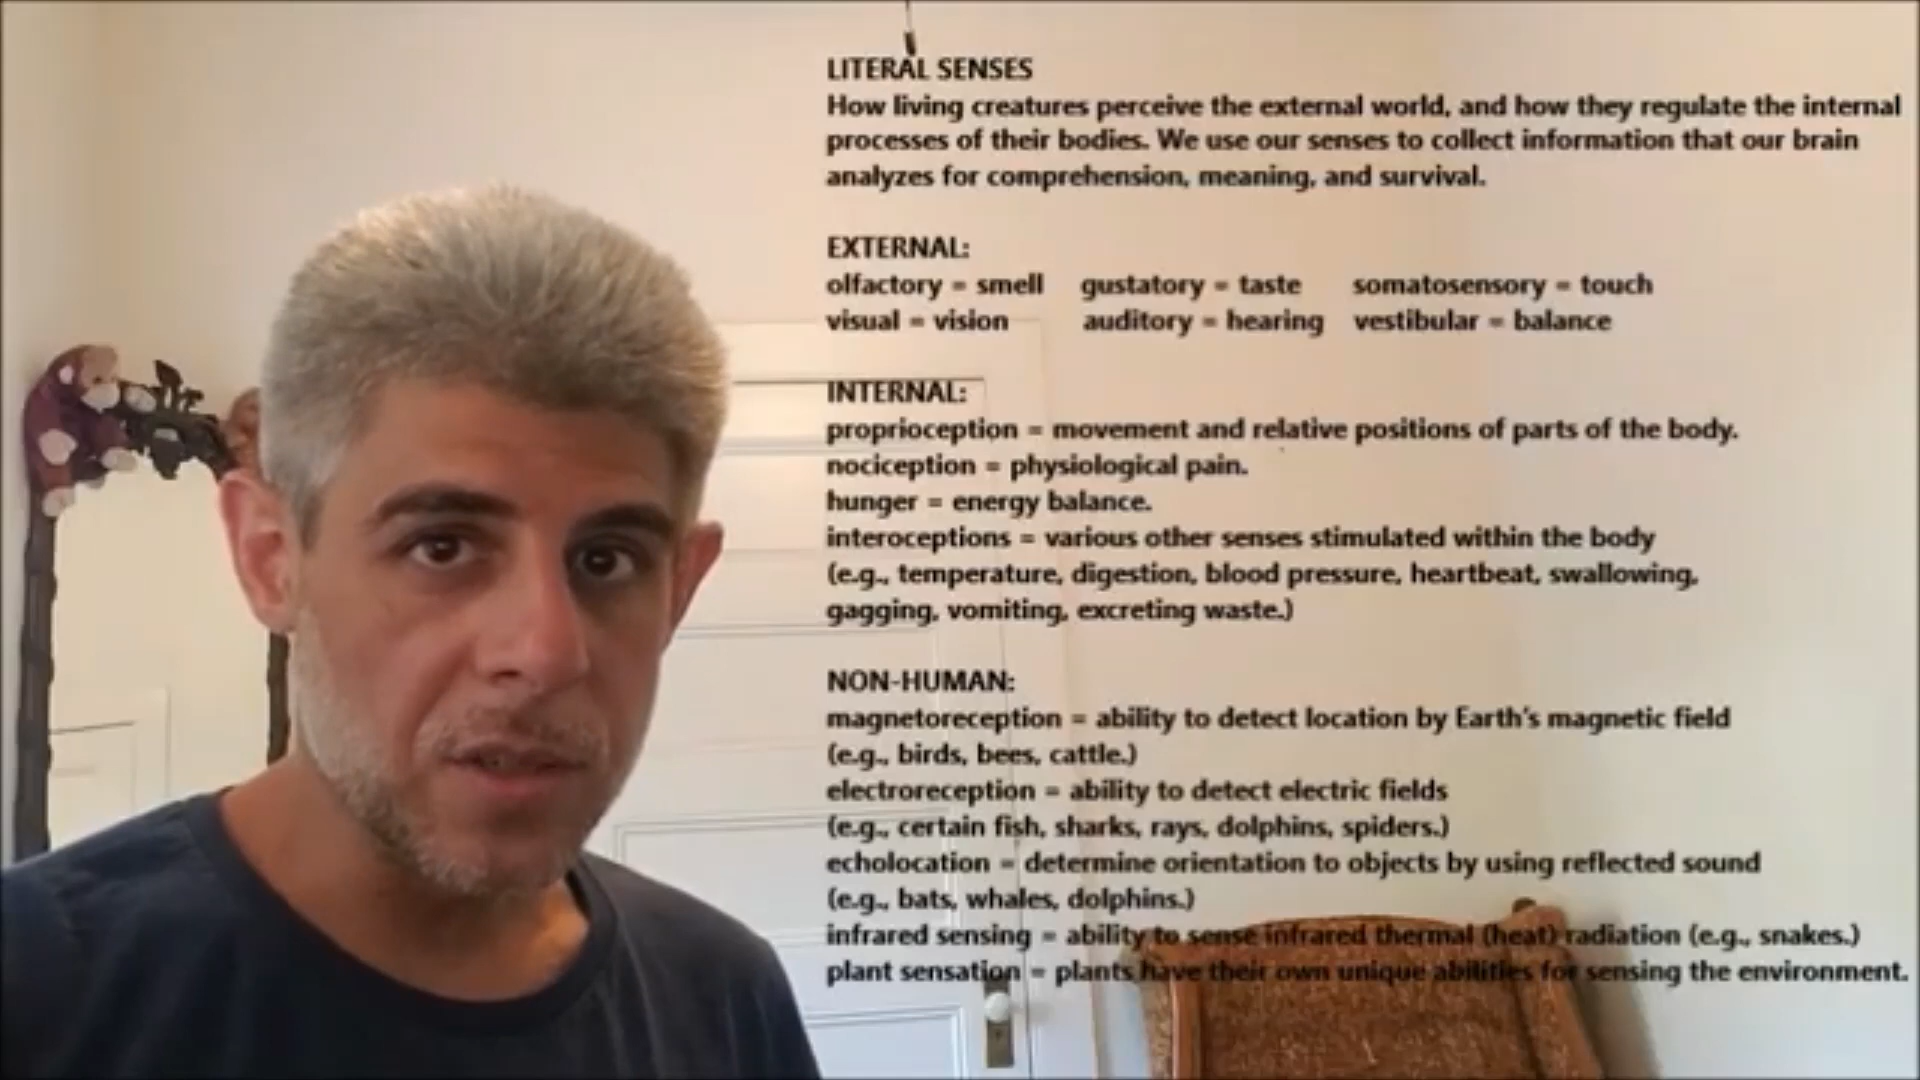 LITERAL SENSES
How living creatures perceive the external world, and how they regulate the internal
processes of their bodies. We use our senses to collect information that our brain
analyzes for comprehension, meaning, and survival.
EXTERNAL:
olfactory = smell gustatory = taste somatosensory = touch
visual = vision auditory = hearing vestibular = balance
INTERNAL:
proprioception = movement and relative positions of parts of the body.
nociception = physiological pain.
hunger = energy balance.
interoceptions = various other senses stimulated within the body
(e.g., temperature, digestion, blood pressure, heartbeat, swallowing,
gagging, vomiting, excreting waste.)
NON-HUMAN:
magnetoreception = ability to detect location by Earth's magnetic field
(e.g., birds, bees, cattle.)
electroreception = ability to detect electric fields
(e.g., certain fish, sharks, rays, dolphins, spiders.)
echolocation = determine orientation to objects by using reflected sound
(e.g., bats, whales, dolphins.)
infrared sensing = ability to sense infrared thermal (heat) radiation (e.g., snakes.)
plant sensation = plants have their own unique abilities for sensing the environment.